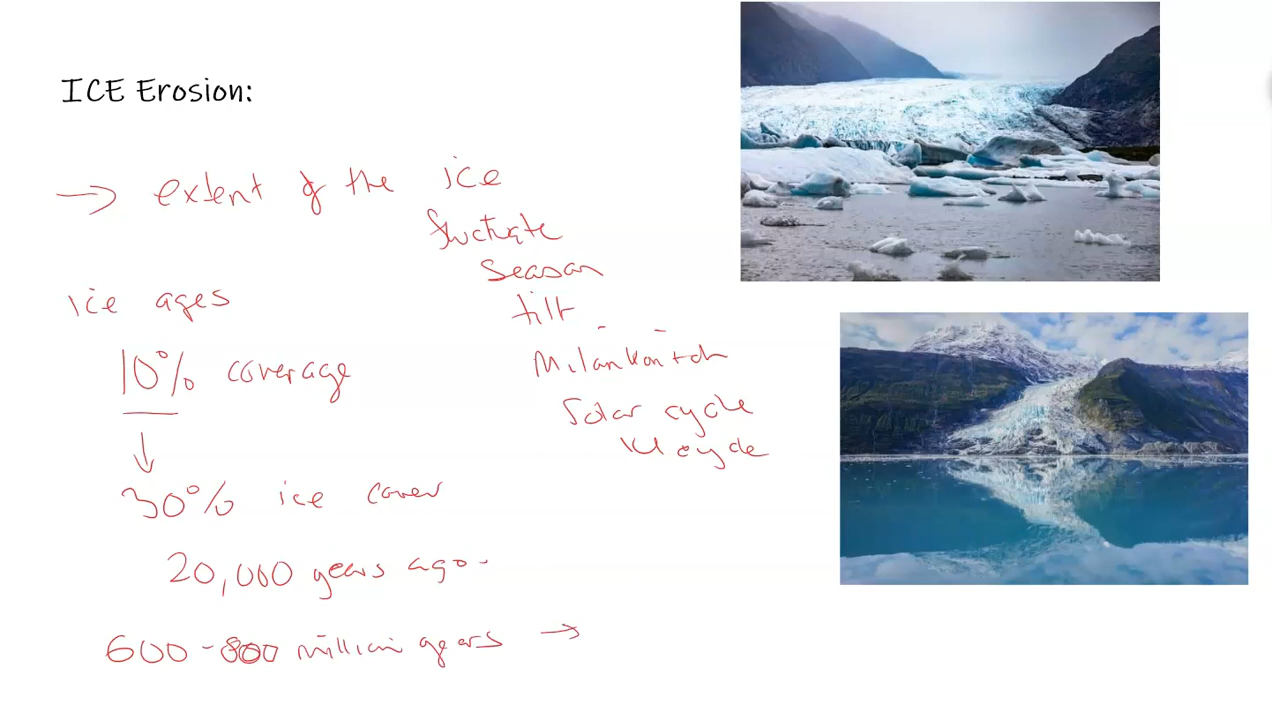 ICE Erosion:
→ extent of the ice
fluctuate
Season
tilt
Ice ages
10% coverage
Milankovitch
Solar cycle
cycle
↓
30% ice cover
20,000 years ago.
600-800 million years →